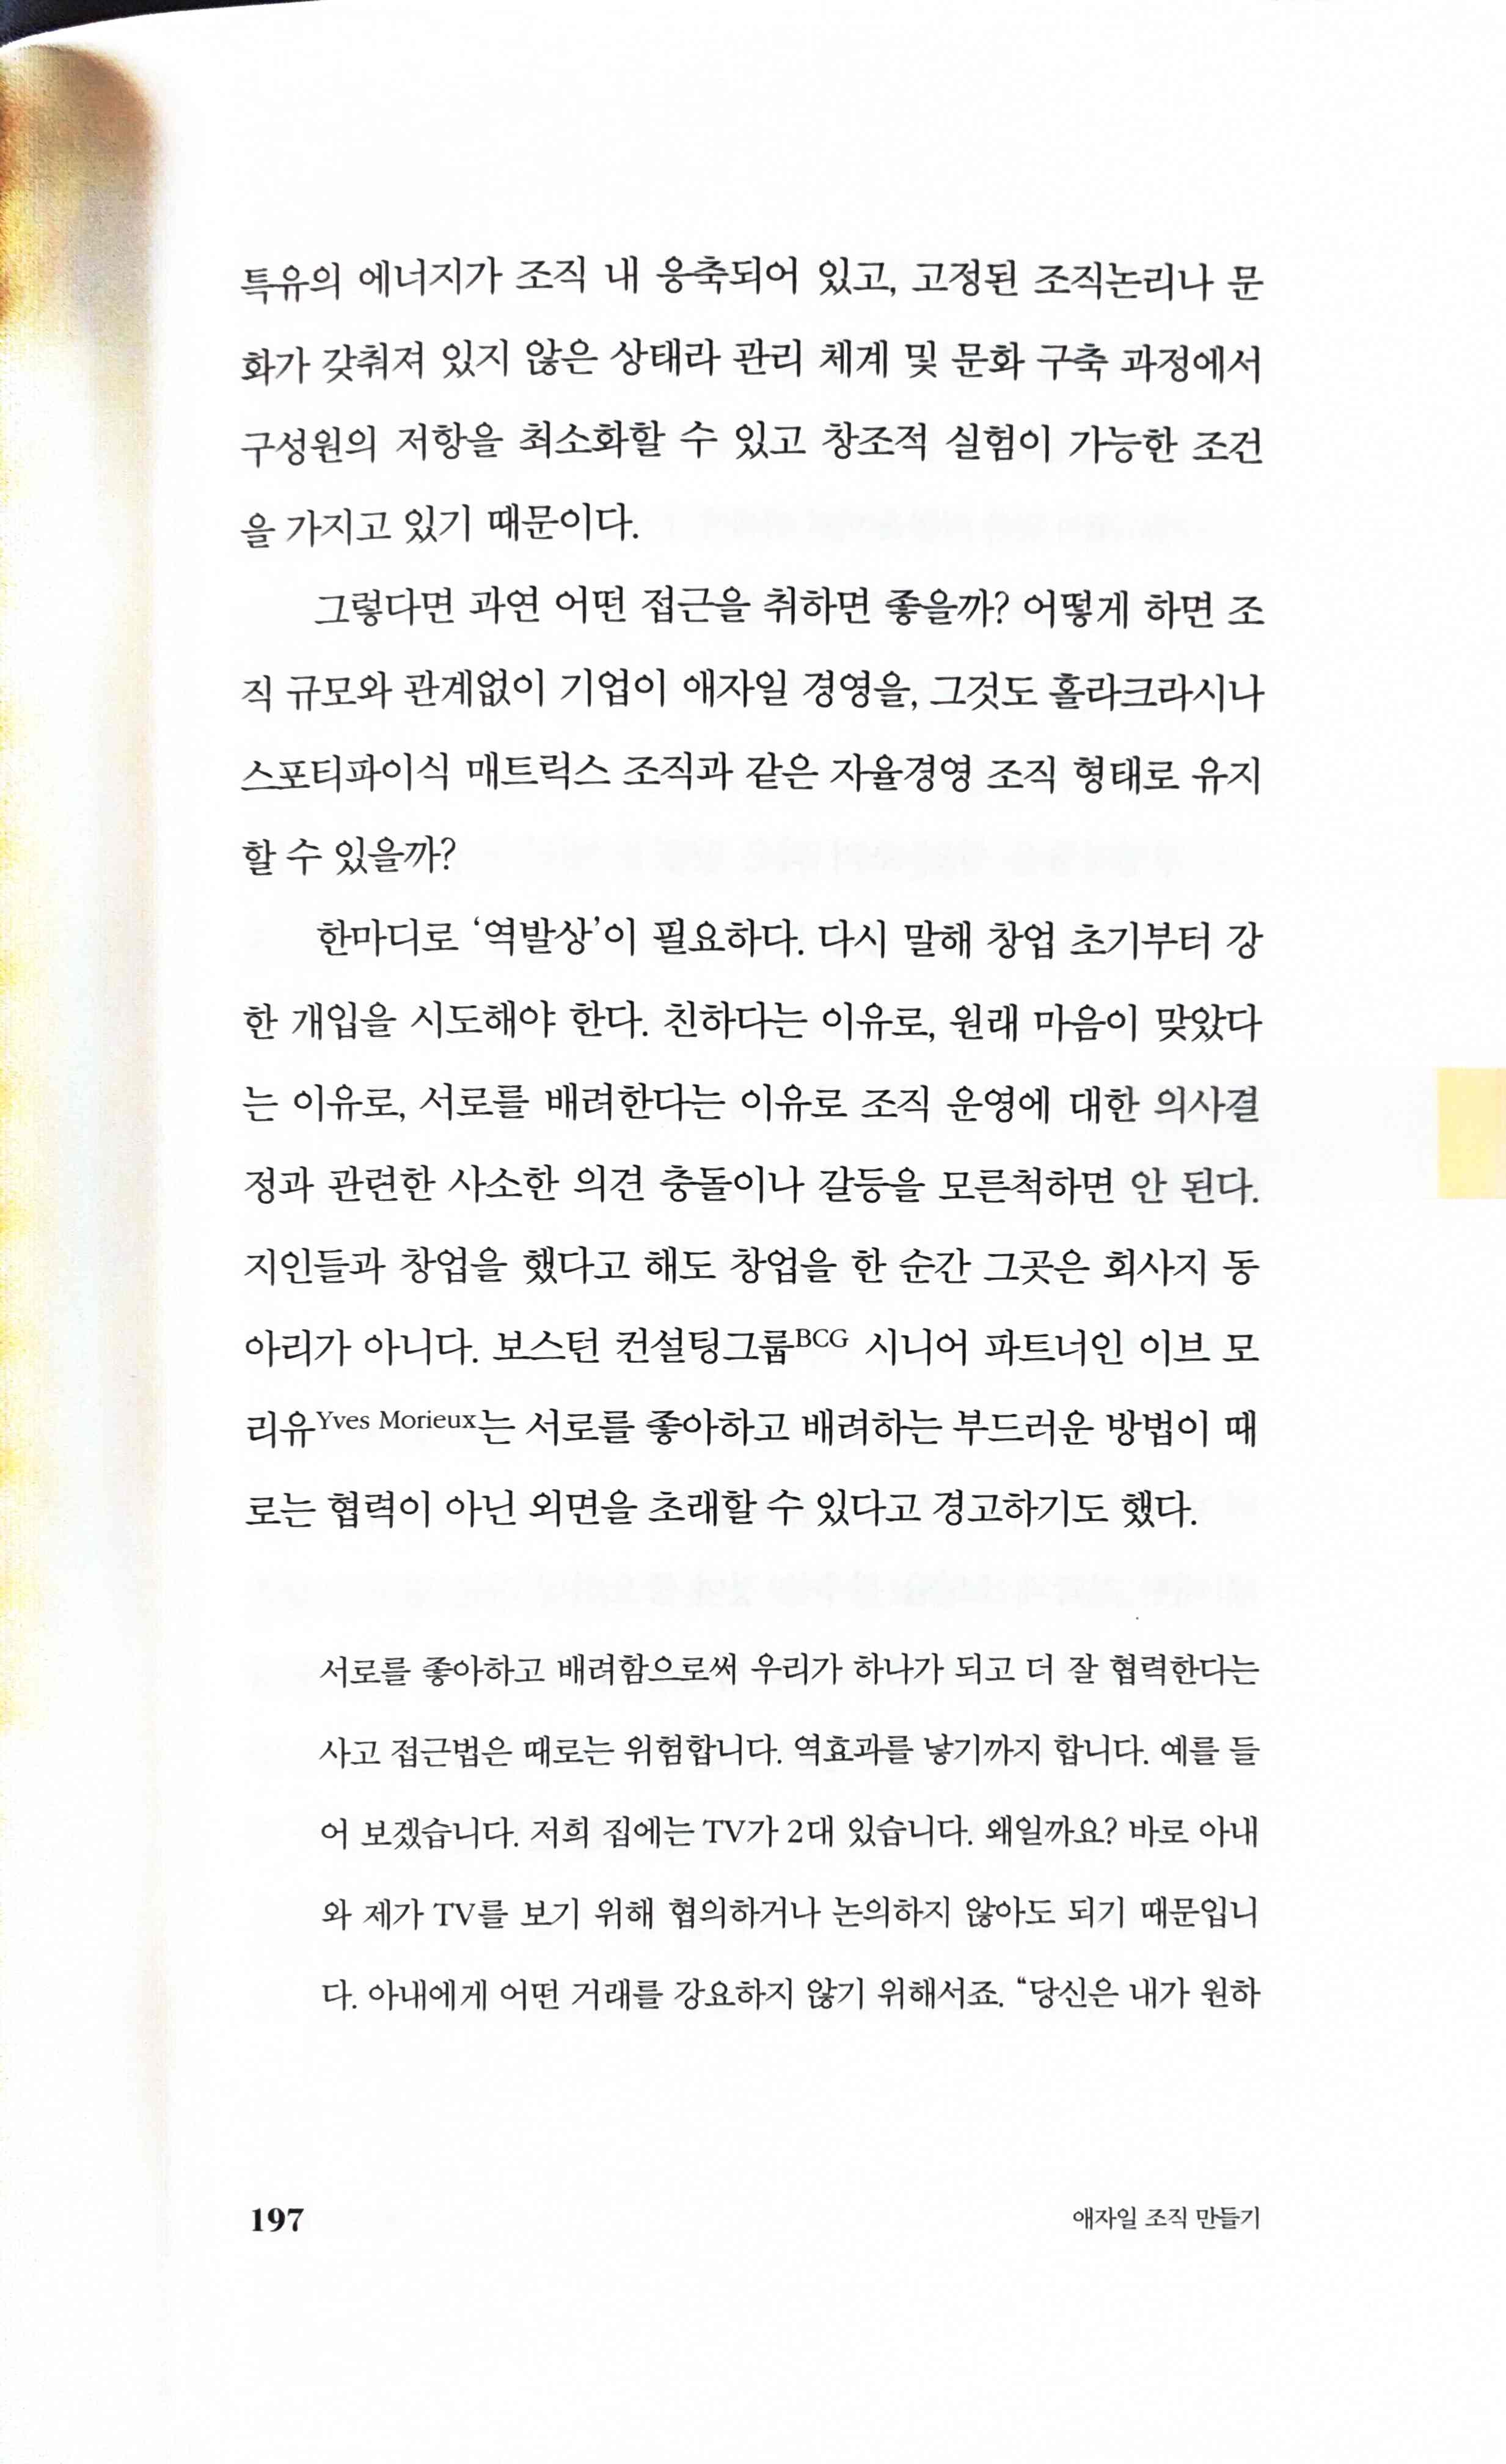 특유의 에너지가 조직 내 응축되어 있고, 고정된 조직논리나 문
화가 갖춰져 있지 않은 상태라 관리 체계 및 문화 구축 과정에서
구성원의 저항을 최소화할 수 있고 창조적 실험이 가능한 조건
을 가지고 있기 때문이다.
그렇다면 과연 어떤 접근을 취하면 좋을까? 어떻게 하면 조
직 규모와 관계없이 기업이 애자일 경영을, 그것도 홀라크라시나
스포티파이식 매트릭스 조직과 같은 자율경영 조직 형태로 유지
할 수 있을까?
한마디로 ‘역발상’이 필요하다. 다시 말해 창업 초기부터 강
한 개입을 시도해야 한다. 친하다는 이유로, 원래 마음이 맞았다
는 이유로, 서로를 배려한다는 이유로 조직 운영에 대한 의사결
정과 관련한 사소한 의견 충돌이나 갈등을 모른척하면 안 된다.
지인들과 창업을 했다고 해도 창업을 한 순간 그곳은 회사지 동
아리가 아니다. 보스턴 컨설팅그룹BCG 시니어 파트너인 이브 모
리유Yves Morieux는 서로를 좋아하고 배려하는 부드러운 방법이 때
로는 협력이 아닌 외면을 초래할 수 있다고 경고하기도 했다.
서로를 좋아하고 배려함으로써 우리가 하나가 되고 더 잘 협력한다는
사고 접근법은 때로는 위험합니다. 역효과를 낳기까지 합니다. 예를 들
어 보겠습니다. 저희 집에는 TV가 2대 있습니다. 왜일까요? 바로 아내
와 제가 TV를 보기 위해 협의하거나 논의하지 않아도 되기 때문입니
다. 아내에게 어떤 거래를 강요하지 않기 위해서죠. “당신은 내가 원하
197
애자일 조직 만들기